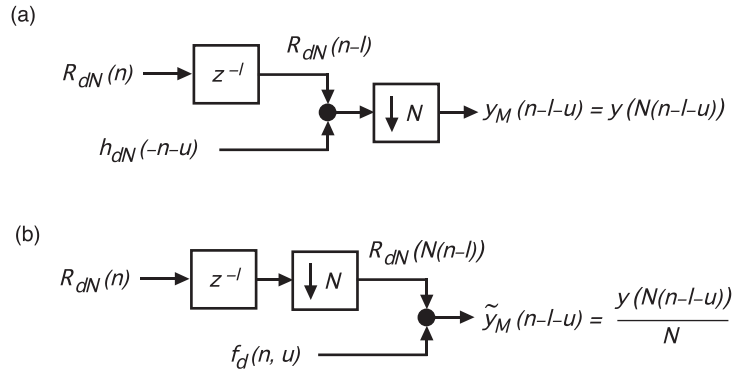 (a)
R_dN(n)
z^-l
R_dN(n-l)
↓ N
y_M(n-l-u) = y(N(n-l-u))
h_dN(-n-u)
(b)
R_dN(n)
z^-l
↓ N
R_dN(N(n-l))
ỹ_M(n-l-u) = y(N(n-l-u)) / N
f_d(n, u)